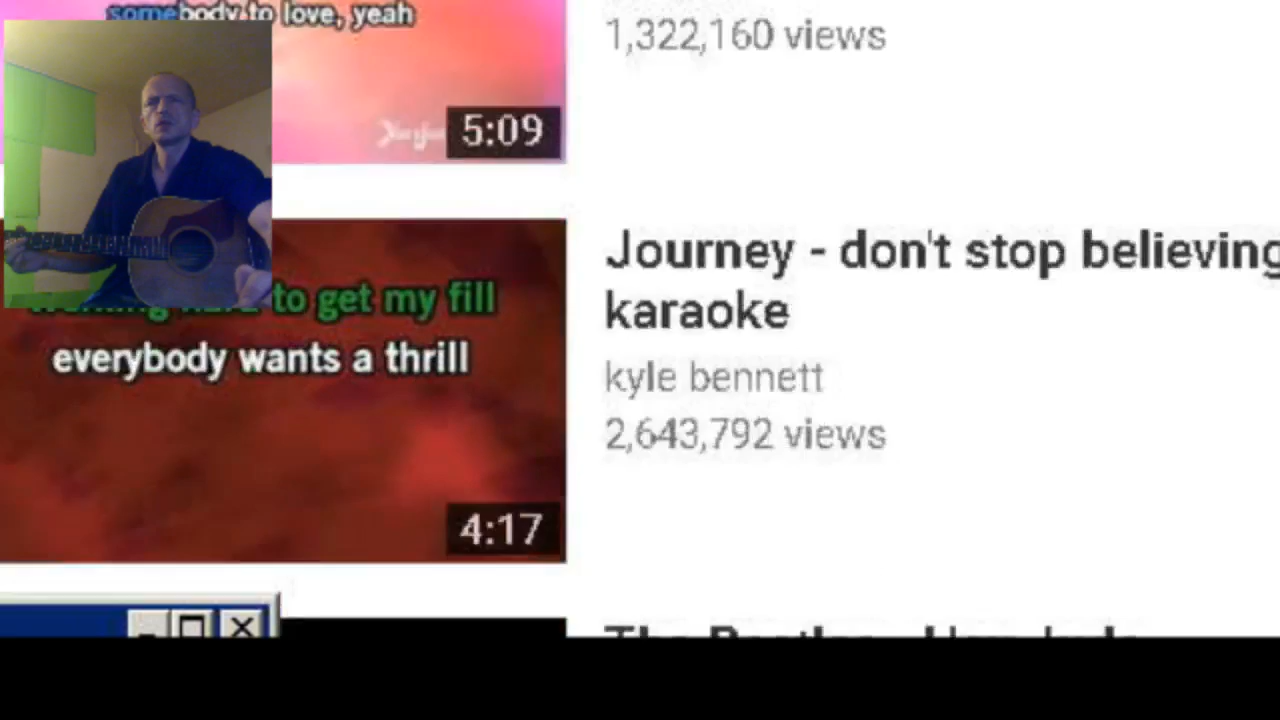 somebody to love, yeah
1,322,160 views
5:09
Journey - don't stop believing
karaoke
to get my fill
everybody wants a thrill
kyle bennett
2,643,792 views
4:17